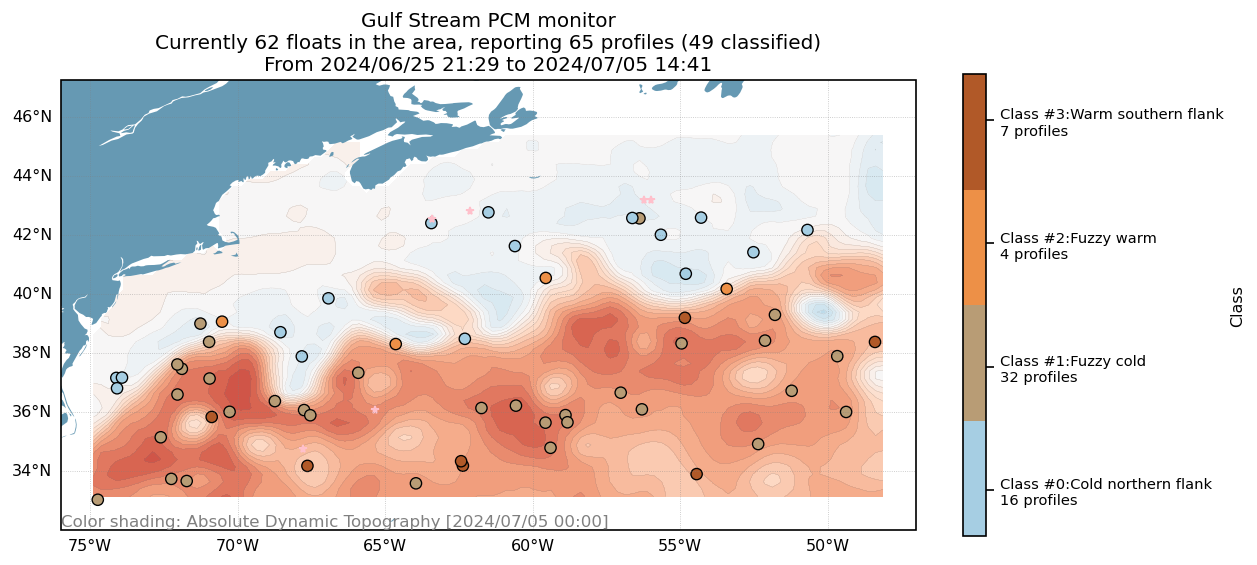 Gulf Stream PCM monitor
Currently 62 floats in the area, reporting 65 profiles (49 classified)
From 2024/06/25 21:29 to 2024/07/05 14:41
46°N
44°N
42°N
40°N
38°N
36°N
34°N
Color shading: Absolute Dynamic Topography [2024/07/05 00:00]
75°W
70°W
65°W
60°W
55°W
50°W
Class #3:Warm southern flank
7 profiles
Class #2:Fuzzy warm
4 profiles
Class #1:Fuzzy cold
32 profiles
Class #0:Cold northern flank
16 profiles
Class